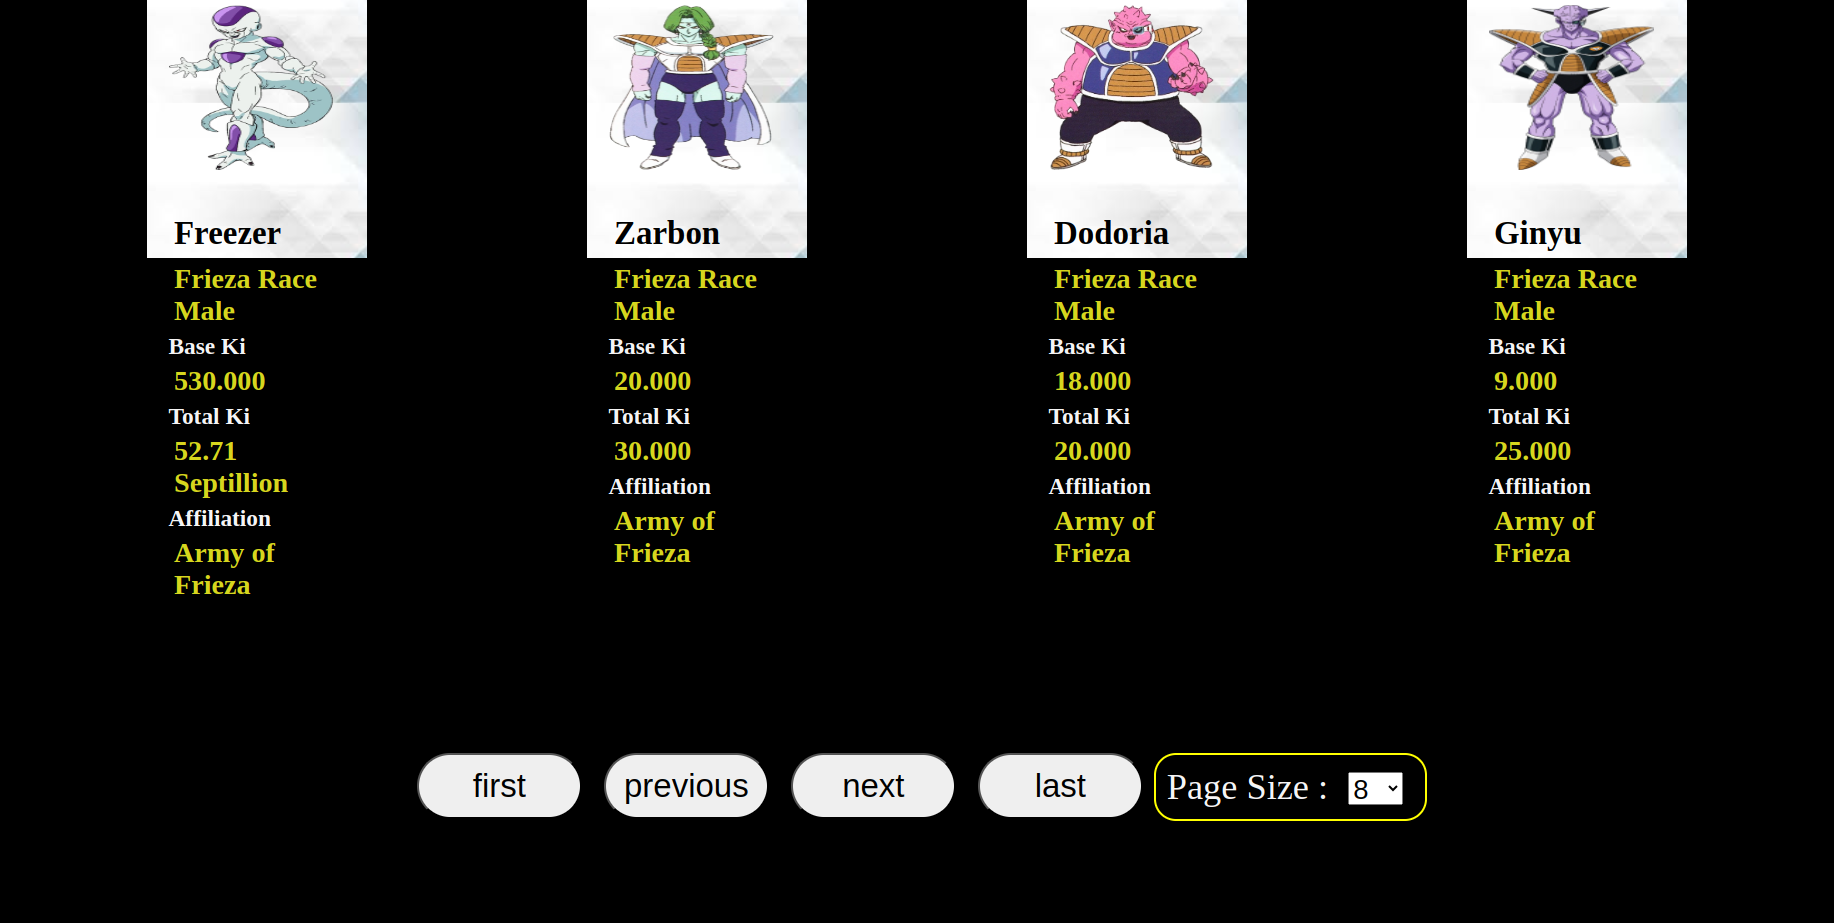 Freezer
Frieza Race
Male
Base Ki
530.000
Total Ki
52.71
Septillion
Affiliation
Army of
Frieza
Zarbon
Frieza Race
Male
Base Ki
20.000
Total Ki
30.000
Affiliation
Army of
Frieza
Dodoria
Frieza Race
Male
Base Ki
18.000
Total Ki
20.000
Affiliation
Army of
Frieza
Ginyu
Frieza Race
Male
Base Ki
9.000
Total Ki
25.000
Affiliation
Army of
Frieza
first previous next last Page Size : 8